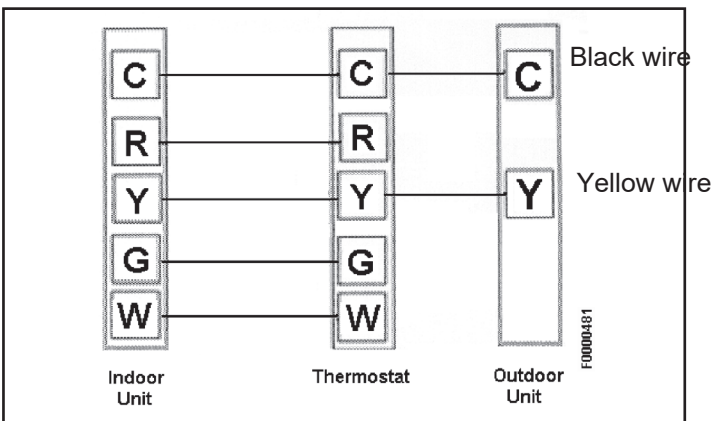 C C C Black wire
R R
Y Y Y Yellow wire
G G
W W
F0000481
Indoor Unit
Thermostat
Outdoor Unit